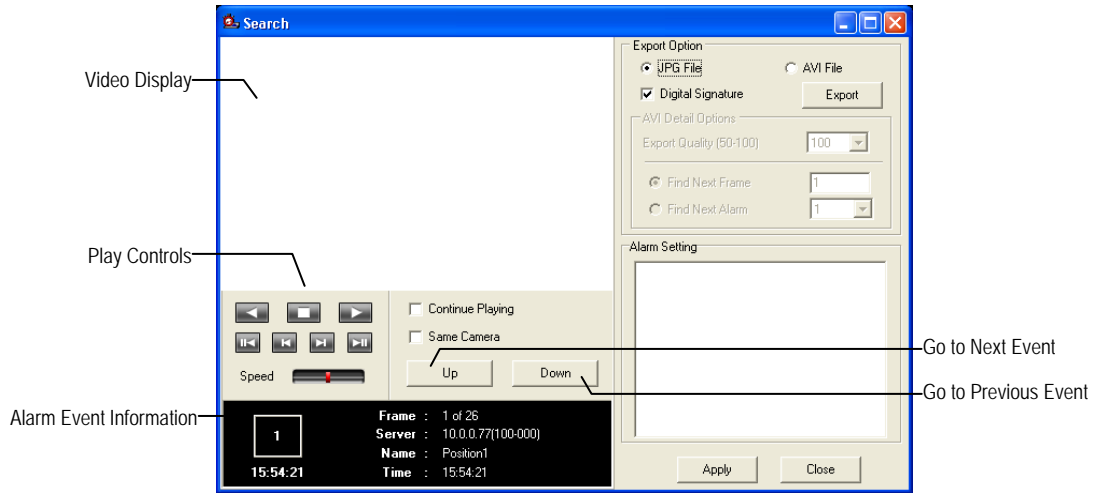 Search
Video Display
Play Controls
Alarm Event Information
Export Option
JPG File
AVI File
Digital Signature
Export
AVI Detail Options
Export Quality (50-100)
100
Find Next Frame
1
Find Next Alarm
1
Alarm Setting
Continue Playing
Same Camera
Speed
Up
Down
Go to Next Event
Go to Previous Event
1
15:54:21
Frame : 1 of 26
Server : 10.0.0.77(100-000)
Name : Position1
Time : 15:54:21
Apply
Close